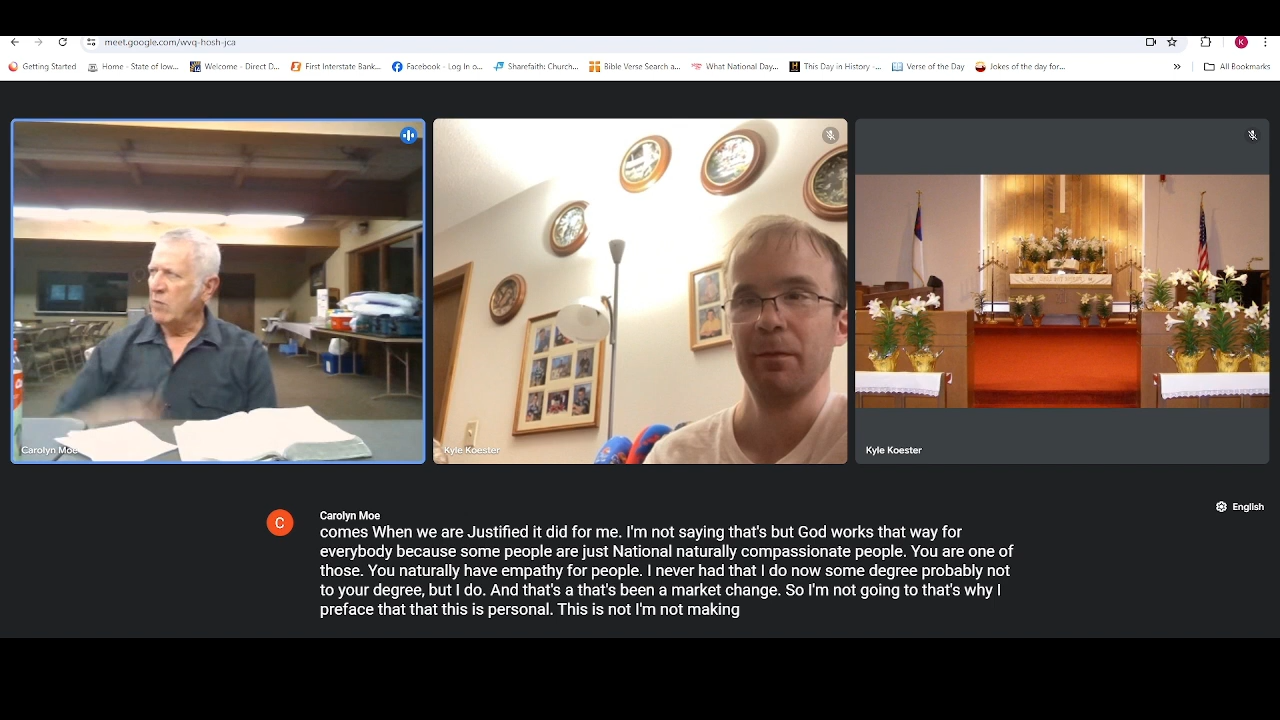 meet.google.com/wvq-hosh-jca
Getting Started Home - State of Iow... Welcome - Direct D... First Interstate Bank... Facebook - Log In o... Sharefaith: Church... Bible Verse Search a... What National Day... This Day in History -... Verse of the Day Jokes of the day for... » All Bookmarks
K
Carolyn Moe
Kyle Koester
Kyle Koester
English
C
Carolyn Moe
comes When we are Justified it did for me. I'm not saying that's but God works that way for
everybody because some people are just National naturally compassionate people. You are one of
those. You naturally have empathy for people. I never had that I do now some degree probably not
to your degree, but I do. And that's a that's been a market change. So I'm not going to that's why I
preface that that this is personal. This is not I'm not making